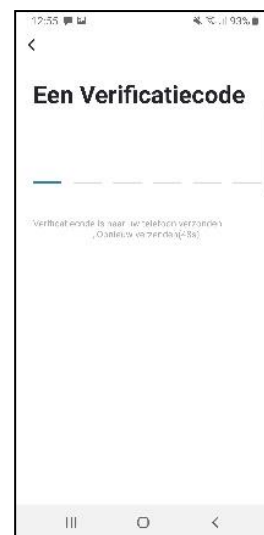 12:55
93%
Een Verificatiecode
Verificatiecode is naar uw telefoon verzonden
, Opnieuw verzenden(48s)